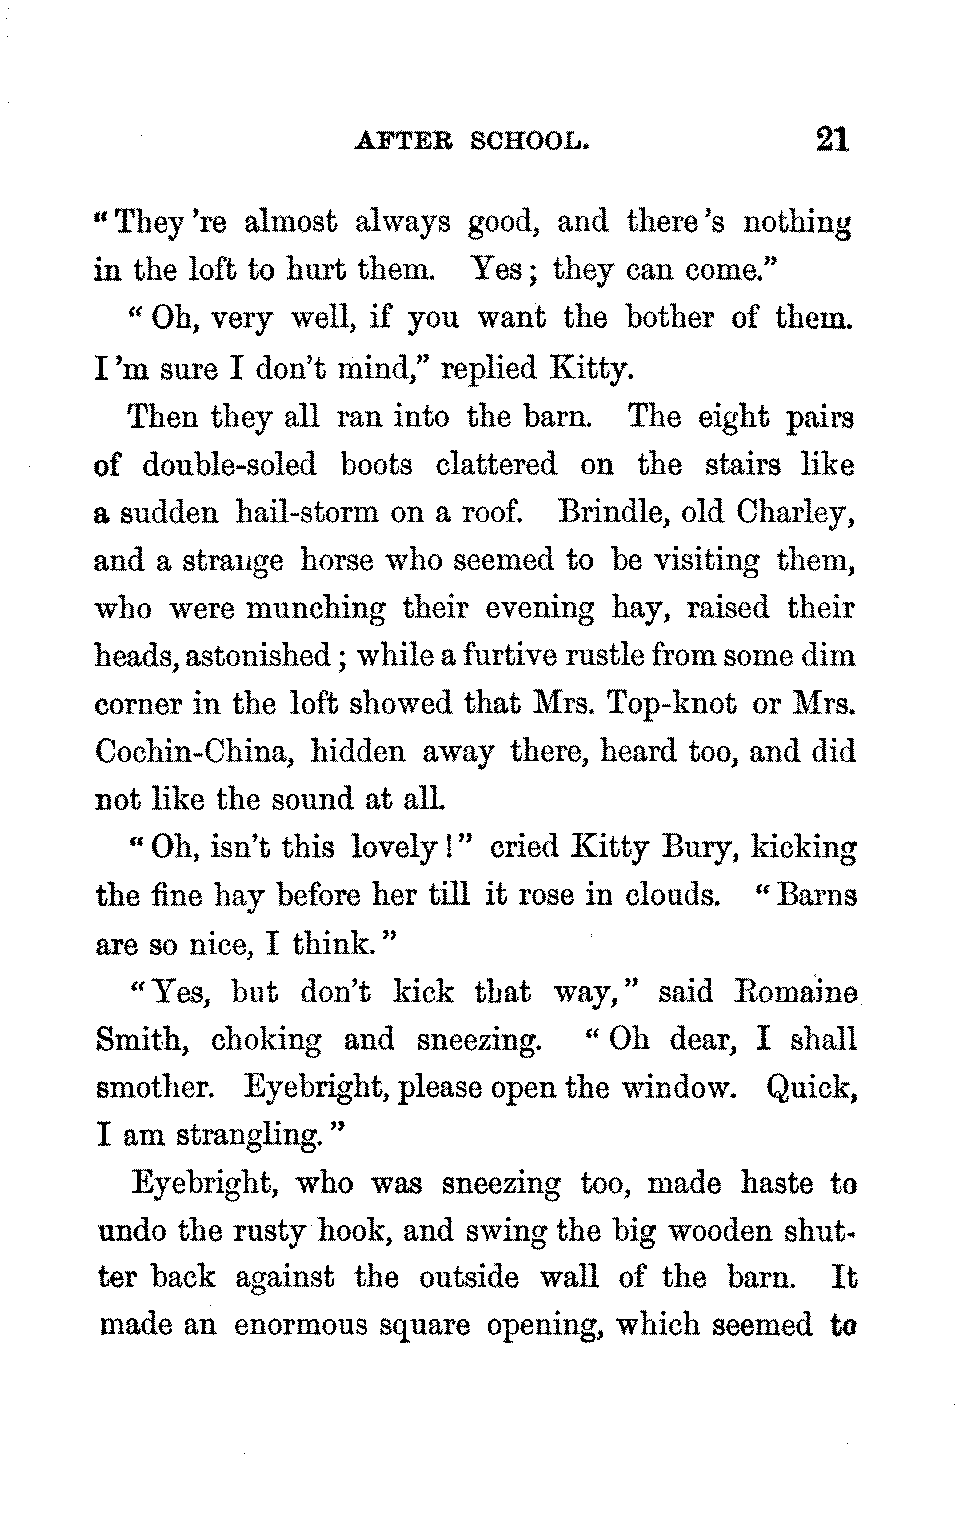 AFTER SCHOOL. 21
"They 're almost always good, and there 's nothing
in the loft to hurt them. Yes; they can come."
"Oh, very well, if you want the bother of them.
I 'm sure I don't mind," replied Kitty.
Then they all ran into the barn. The eight pairs
of double-soled boots clattered on the stairs like
a sudden hail-storm on a roof. Brindle, old Charley,
and a strange horse who seemed to be visiting them,
who were munching their evening hay, raised their
heads, astonished; while a furtive rustle from some dim
corner in the loft showed that Mrs. Top-knot or Mrs.
Cochin-China, hidden away there, heard too, and did
not like the sound at all.
"Oh, isn't this lovely!" cried Kitty Bury, kicking
the fine hay before her till it rose in clouds. "Barns
are so nice, I think."
"Yes, but don't kick that way," said Romaine
Smith, choking and sneezing. "Oh dear, I shall
smother. Eyebright, please open the window. Quick,
I am strangling."
Eyebright, who was sneezing too, made haste to
undo the rusty hook, and swing the big wooden shut-
ter back against the outside wall of the barn. It
made an enormous square opening, which seemed to